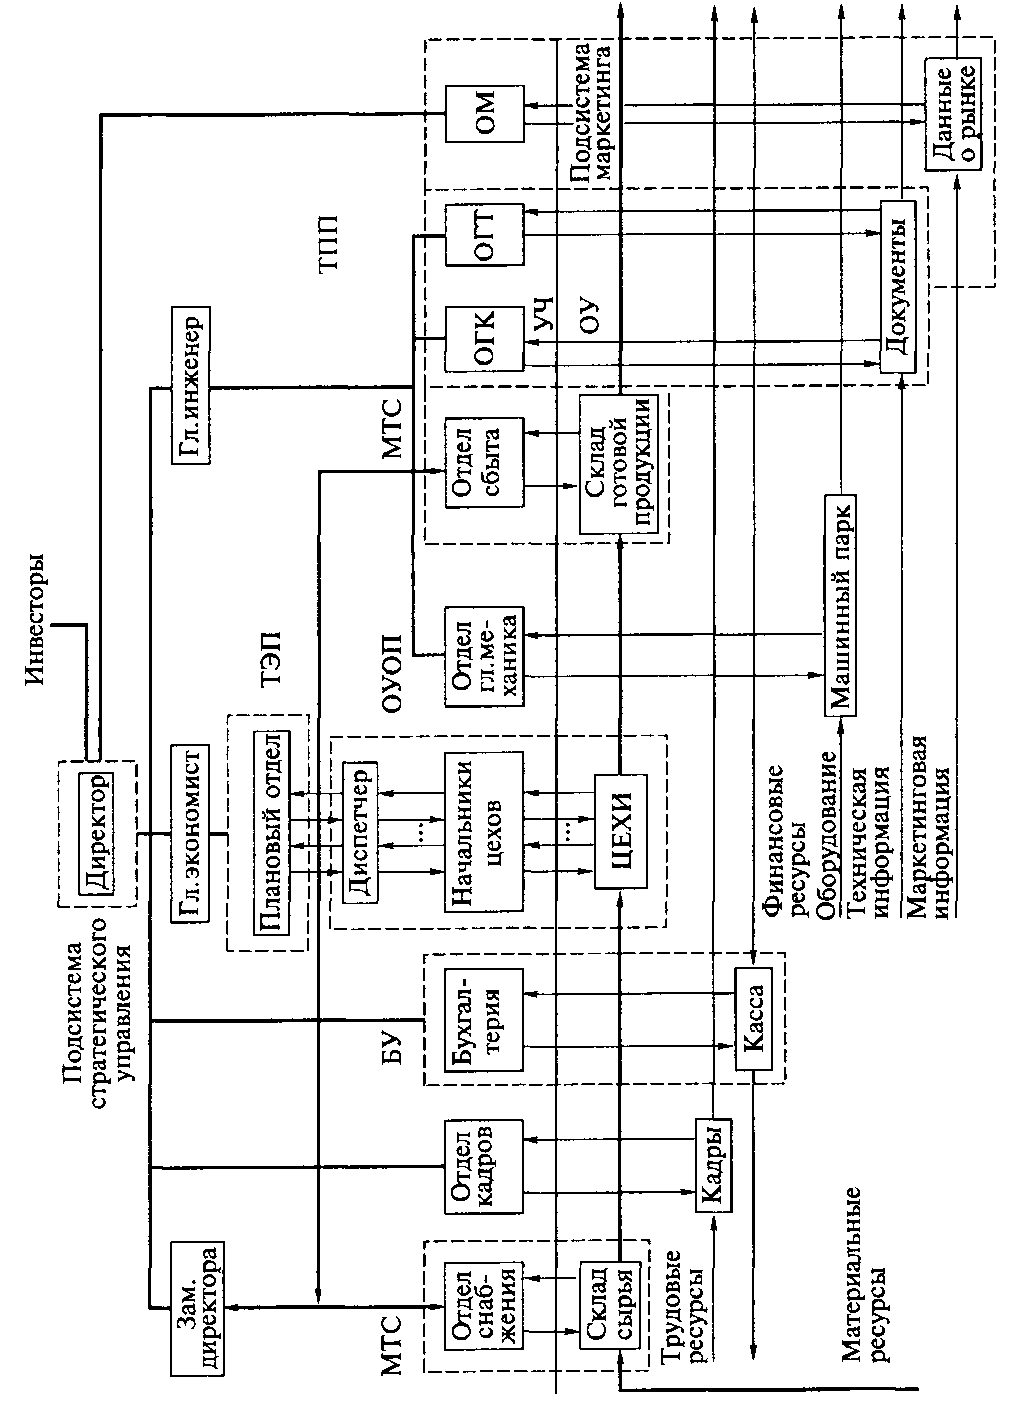 Инвесторы
Подсистема
стратегического
управления
Директор
Зам.
директора
Гл. экономист
Гл. инженер
ТЭП
ТПП
Плановый отдел
МТС
БУ
ОУОП
МТС
Диспетчер
Отдел
снаб-
жения
Отдел
кадров
Бухгал-
терия
Начальники
цехов
...
...
Отдел
гл. ме-
ханика
Отдел
сбыта
ОГК
ОГТ
ОМ
УЧ
ОУ
Подсистема
маркетинга
Склад
сырья
ЦЕХИ
Склад
готовой
продукции
Трудовые
ресурсы
Кадры
Касса
Финансовые
ресурсы
Оборудование
Машинный парк
Техническая
информация
Документы
Маркетинговая
информация
Данные
о рынке
Материальные
ресурсы